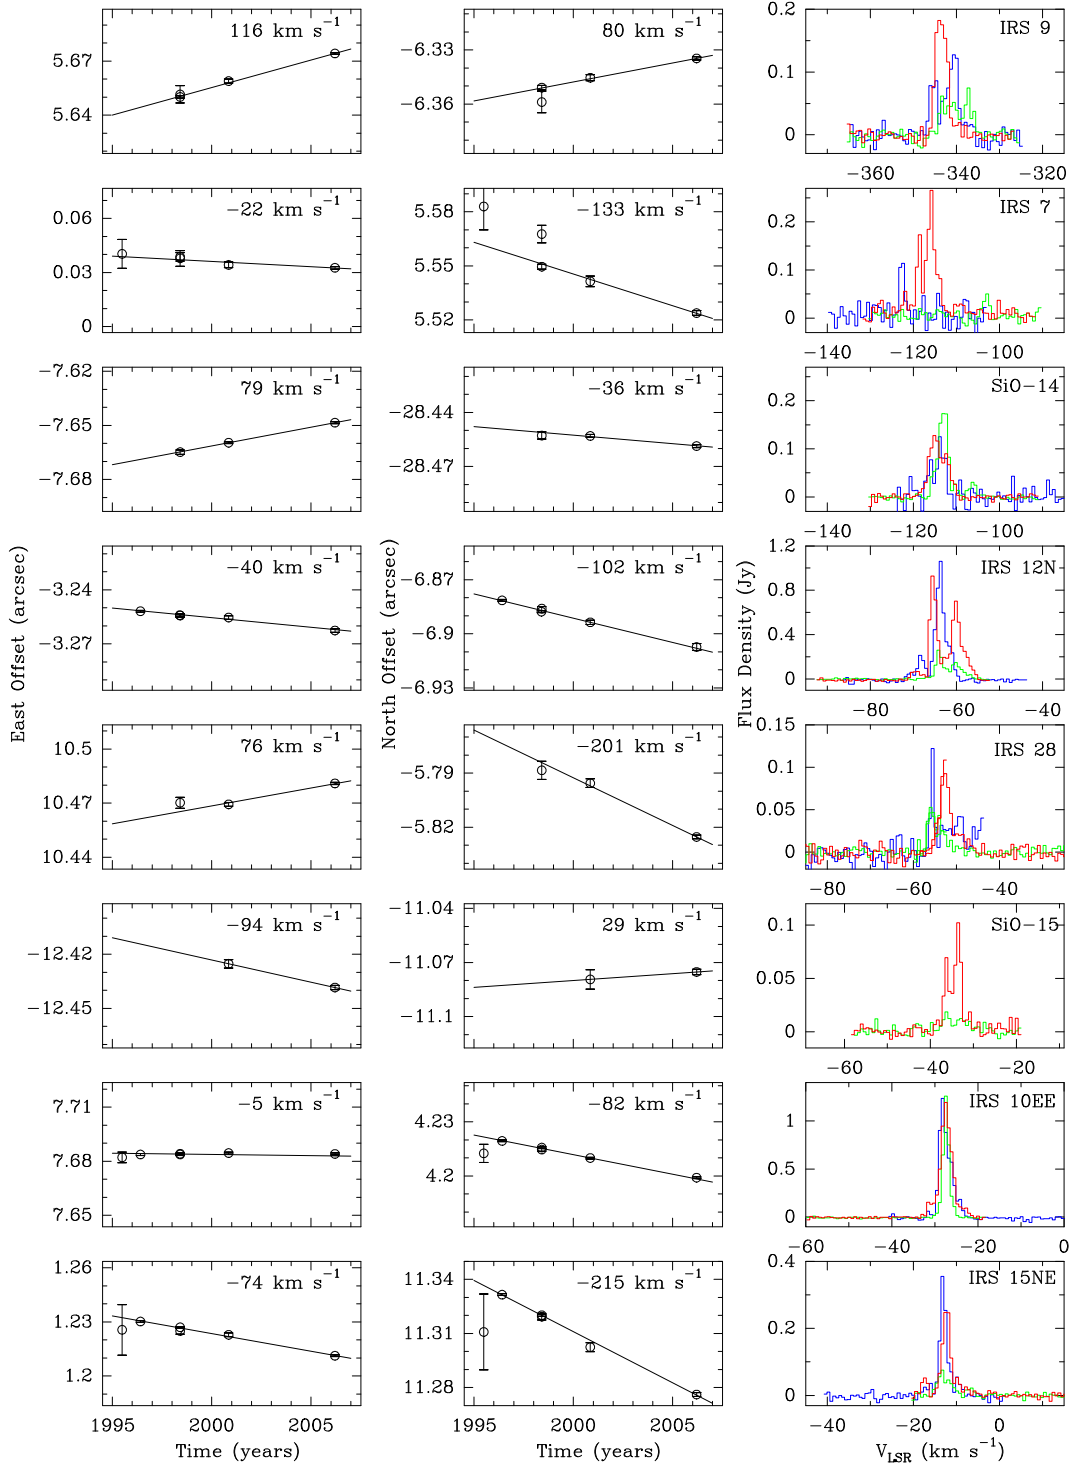 116 km s⁻¹
5.67
5.64
80 km s⁻¹
−6.33
−6.36
IRS 9
0.2
0.1
0
−360 −340 −320
−22 km s⁻¹
0.06
0.03
0
−133 km s⁻¹
5.58
5.55
5.52
IRS 7
0.2
0.1
0
−140 −120 −100
79 km s⁻¹
−7.62
−7.65
−7.68
−36 km s⁻¹
−28.44
−28.47
SiO−14
0.2
0.1
0
−140 −120 −100
−40 km s⁻¹
−3.24
−3.27
−102 km s⁻¹
−6.87
−6.9
−6.93
IRS 12N
1.2
0.8
0.4
0
−80 −60 −40
East Offset (arcsec)
North Offset (arcsec)
Flux Density (Jy)
76 km s⁻¹
10.5
10.47
10.44
−201 km s⁻¹
−5.79
−5.82
IRS 28
0.15
0.1
0.05
0
−80 −60 −40
−94 km s⁻¹
−12.42
−12.45
29 km s⁻¹
−11.04
−11.07
−11.1
SiO−15
0.1
0.05
0
−60 −40 −20
−5 km s⁻¹
7.71
7.68
7.65
−82 km s⁻¹
4.23
4.2
IRS 10EE
1
0.5
0
−60 −40 −20 0
−74 km s⁻¹
1.26
1.23
1.2
−215 km s⁻¹
11.34
11.31
11.28
IRS 15NE
0.4
0.2
0
1995 2000 2005
1995 2000 2005
−40 −20 0
Time (years)
Time (years)
V_LSR (km s⁻¹)